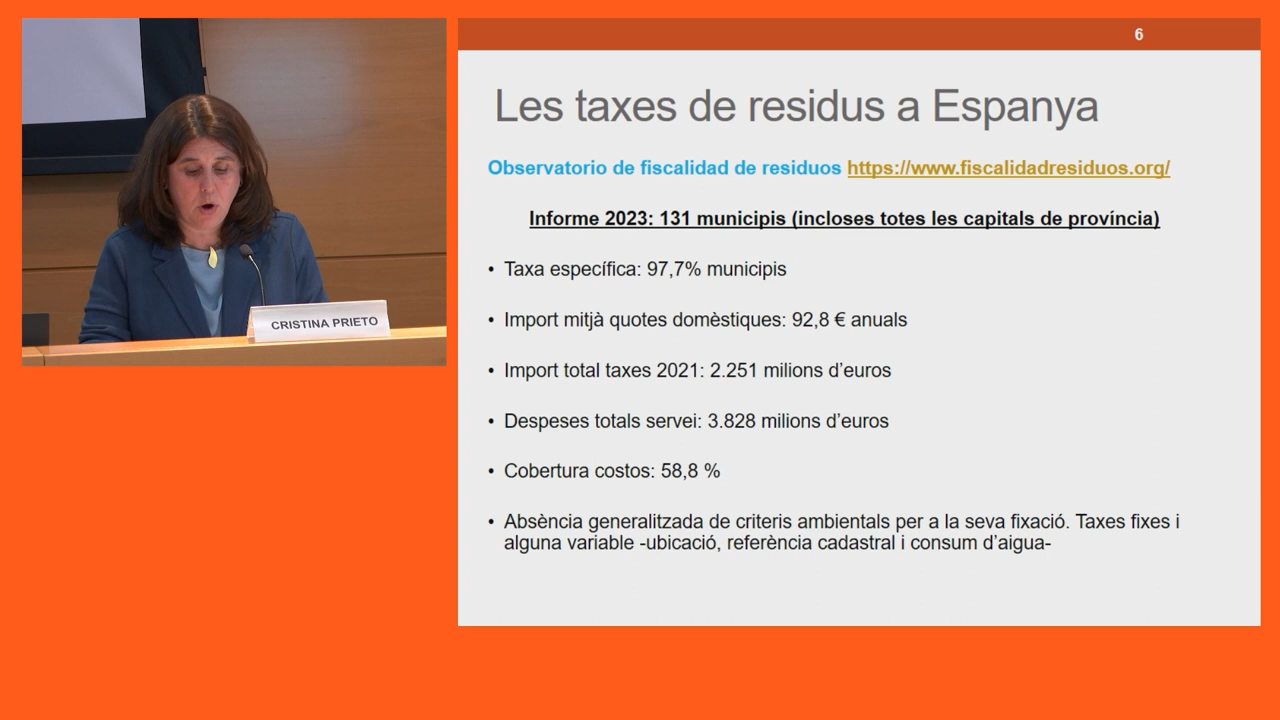 6
Les taxes de residus a Espanya
Observatorio de fiscalidad de residuos https://www.fiscalidadresiduos.org/
Informe 2023: 131 municipis (incloses totes les capitals de província)
• Taxa específica: 97,7% municipis
• Import mitjà quotes domèstiques: 92,8 € anuals
• Import total taxes 2021: 2.251 milions d’euros
• Despeses totals servei: 3.828 milions d’euros
• Cobertura costos: 58,8 %
• Absència generalitzada de criteris ambientals per a la seva fixació. Taxes fixes i
alguna variable -ubicació, referència cadastral i consum d’aigua-
CRISTINA PRIETO